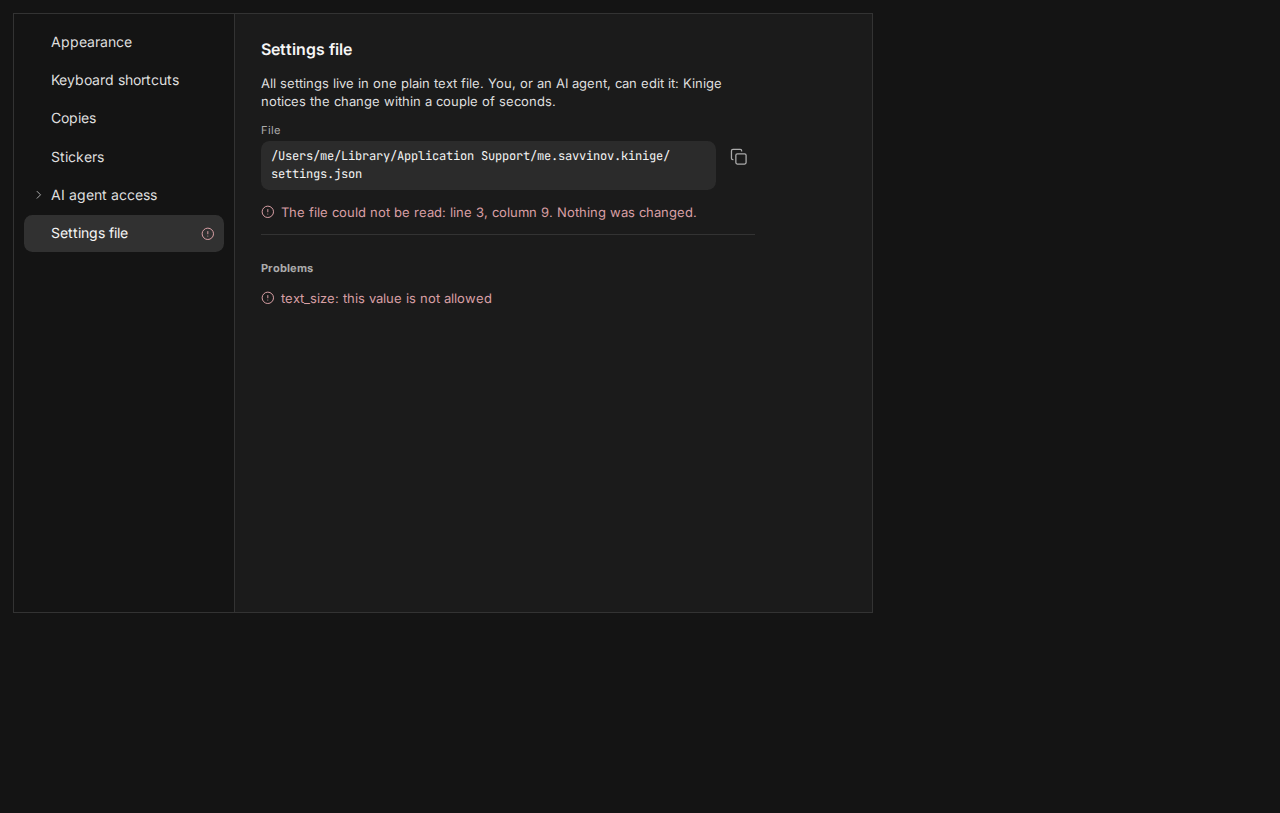 Appearance
Keyboard shortcuts
Copies
Stickers
AI agent access
Settings file
Settings file
All settings live in one plain text file. You, or an AI agent, can edit it: Kinige
notices the change within a couple of seconds.
File
/Users/me/Library/Application Support/me.savvinov.kinige/
settings.json
The file could not be read: line 3, column 9. Nothing was changed.
Problems
text_size: this value is not allowed